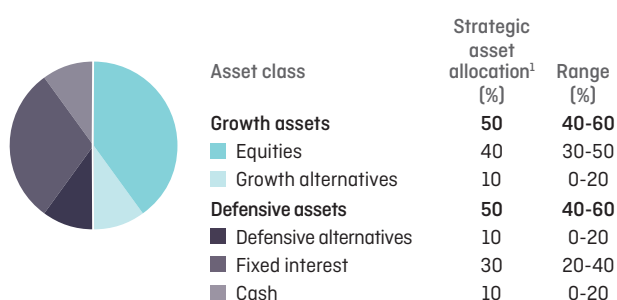 Strategic
asset
Asset class allocation¹ Range
(%) (%)
Growth assets 50 40-60
Equities 40 30-50
Growth alternatives 10 0-20
Defensive assets 50 40-60
Defensive alternatives 10 0-20
Fixed interest 30 20-40
Cash 10 0-20